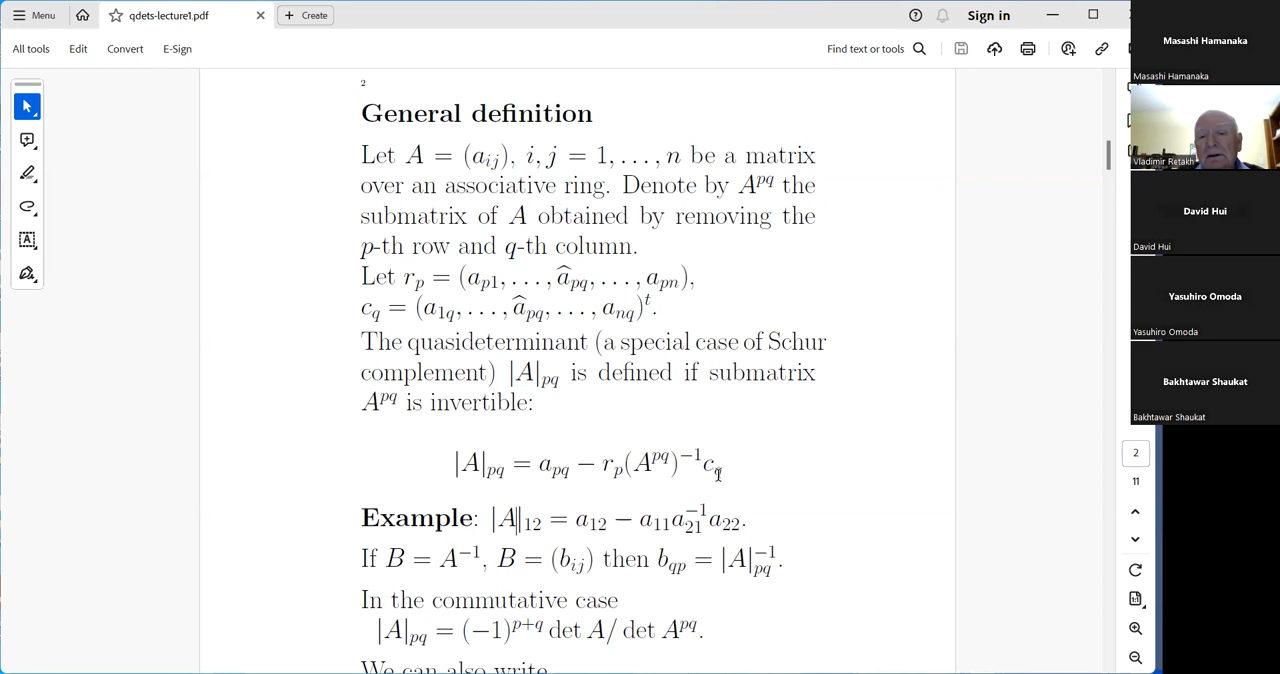 Menu
qdets-lecture1.pdf
Create
Sign in
All tools
Edit
Convert
E-Sign
Find text or tools
2
General definition
Let A = (a_{ij}), i, j = 1, . . . , n be a matrix
over an associative ring. Denote by A^{pq} the
submatrix of A obtained by removing the
p-th row and q-th column.
Let r_p = (a_{p1}, . . . , â_{pq}, . . . , a_{pn}),
c_q = (a_{1q}, . . . , â_{pq}, . . . , a_{nq})^t.
The quasideterminant (a special case of Schur
complement) |A|_{pq} is defined if submatrix
A^{pq} is invertible:
|A|_{pq} = a_{pq} − r_p(A^{pq})^{−1}c_q
Example: |A|_{12} = a_{12} − a_{11}a_{21}^{−1}a_{22}.
If B = A^{−1}, B = (b_{ij}) then b_{qp} = |A|_{pq}^{−1}.
In the commutative case
|A|_{pq} = (−1)^{p+q} det A/ det A^{pq}.
We can also write
Masashi Hamanaka
Masashi Hamanaka
Vladimir Retakh
David Hui
David Hui
Yasuhiro Omoda
Yasuhiro Omoda
Bakhtawar Shaukat
Bakhtawar Shaukat
2
11